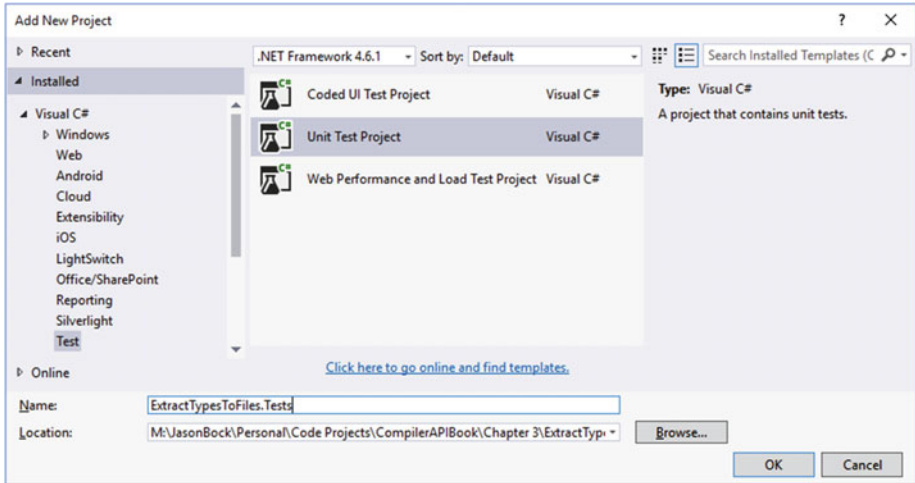 Add New Project
? X
Recent
.NET Framework 4.6.1
Sort by: Default
Search Installed Templates (C
Installed
Visual C#
Windows
Web
Android
Cloud
Extensibility
iOS
LightSwitch
Office/SharePoint
Reporting
Silverlight
Test
Online
C# Coded UI Test Project Visual C#
C# Unit Test Project Visual C#
C# Web Performance and Load Test Project Visual C#
Click here to go online and find templates.
Type: Visual C#
A project that contains unit tests.
Name: ExtractTypesToFiles.Tests
Location: M:\JasonBock\Personal\Code Projects\CompilerAPIBook\Chapter 3\ExtractType
Browse...
OK Cancel